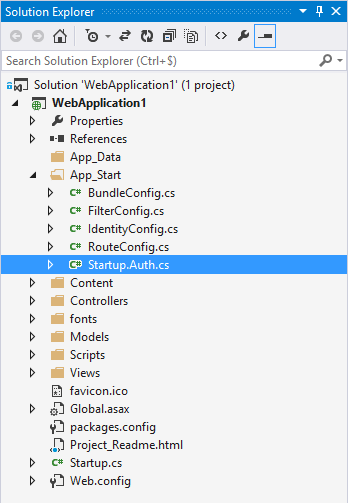 Solution Explorer
Search Solution Explorer (Ctrl+$)
Solution 'WebApplication1' (1 project)
WebApplication1
Properties
References
App_Data
App_Start
C# BundleConfig.cs
C# FilterConfig.cs
C# IdentityConfig.cs
C# RouteConfig.cs
C# Startup.Auth.cs
Content
Controllers
fonts
Models
Scripts
Views
favicon.ico
Global.asax
packages.config
Project_Readme.html
C# Startup.cs
Web.config